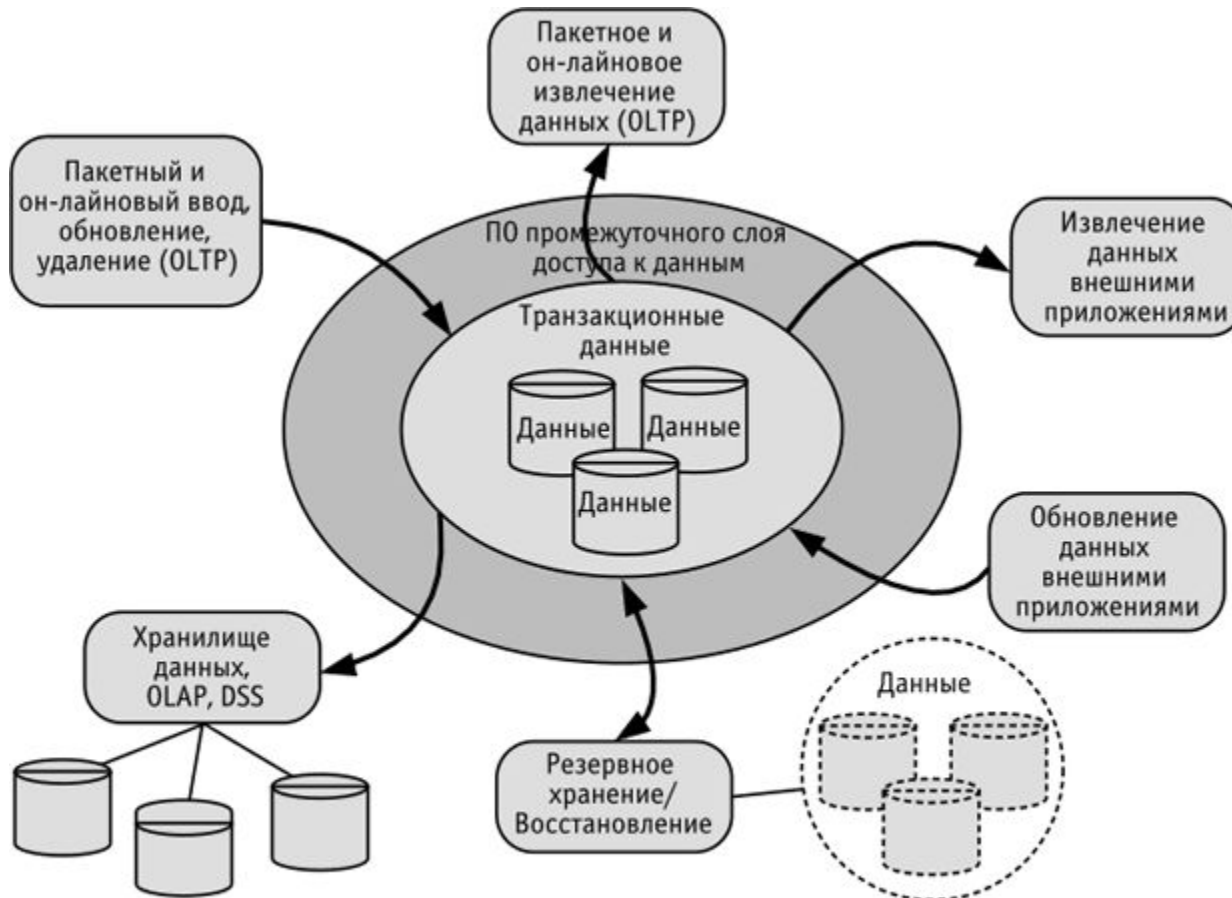 Пакетное и
он-лайновое
извлечение
данных (OLTP)
Пакетный и
он-лайновый ввод,
обновление,
удаление (OLTP)
ПО промежуточного слоя
доступа к данным
Извлечение
данных
внешними
приложениями
Транзакционные
данные
Данные
Данные
Данные
Обновление
данных
внешними
приложениями
Хранилище
данных,
OLAP, DSS
Резервное
хранение/
Восстановление
Данные